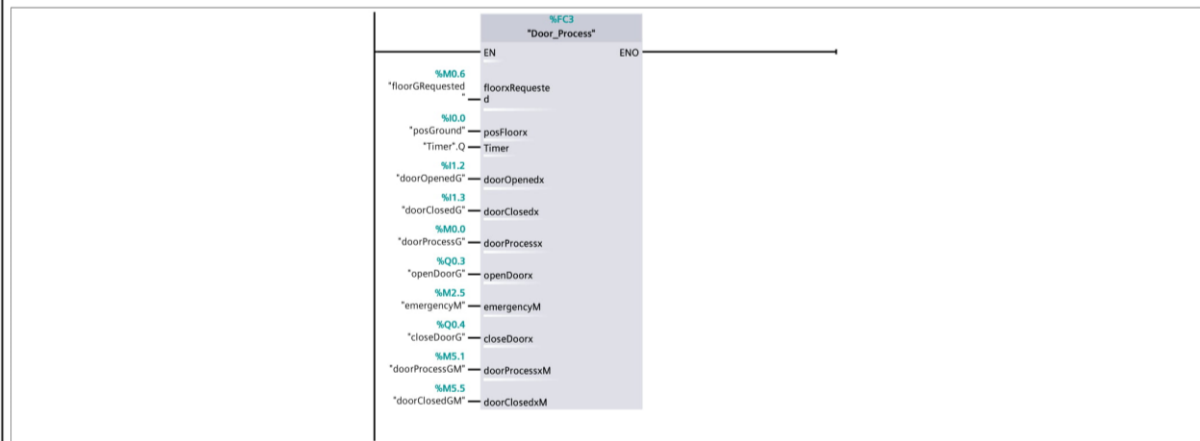 %FC3
"Door_Process"
EN ENO
%M0.6
"floorGRequested
"
floorxRequeste
d
%I0.0
"posGround" posFloorx
"Timer".Q Timer
%I1.2
"doorOpenedG" doorOpenedx
%I1.3
"doorClosedG" doorClosedx
%M0.0
"doorProcessG" doorProcessx
%Q0.3
"openDoorG" openDoorx
%M2.5
"emergencyM" emergencyM
%Q0.4
"closeDoorG" closeDoorx
%M5.1
"doorProcessGM" doorProcessxM
%M5.5
"doorClosedGM" doorClosedxM